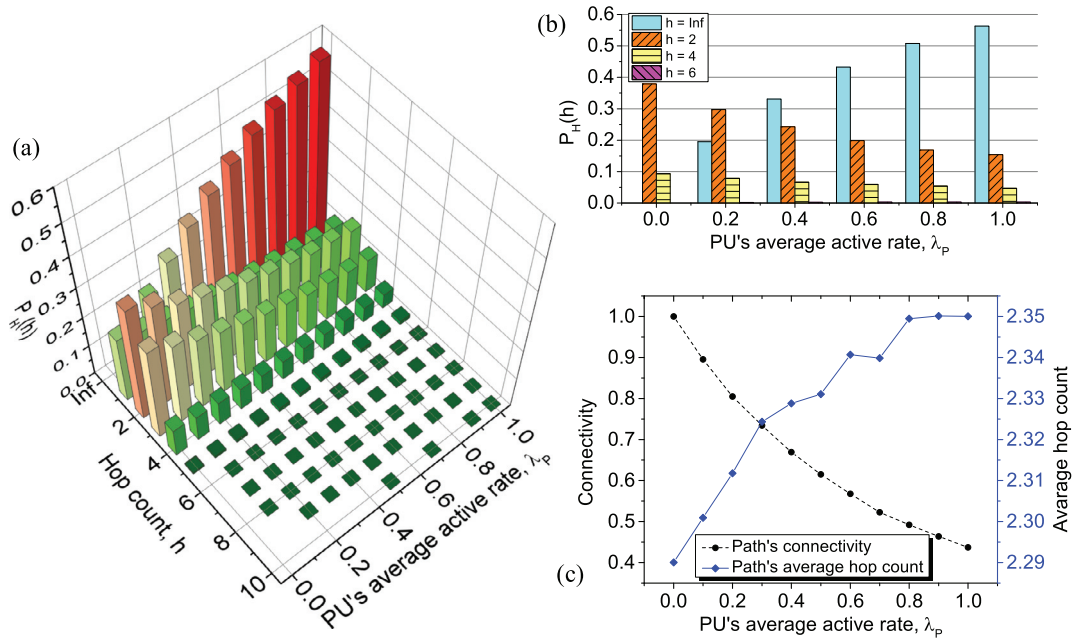 (a)
0.6
0.5
0.4
0.3
0.2
0.1
0.0
P_H(h)
Inf
2
4
6
8
10
Hop count, h
0.0
0.2
0.4
0.6
0.8
1.0
PU's average active rate, λ_P
(b)
0.6
0.5
0.4
0.3
0.2
0.1
0.0
P_H(h)
h = Inf
h = 2
h = 4
h = 6
0.0 0.2 0.4 0.6 0.8 1.0
PU's average active rate, λ_P
(c)
1.0
0.9
0.8
0.7
0.6
0.5
0.4
Connectivity
2.35
2.34
2.33
2.32
2.31
2.30
2.29
Avarage hop count
Path's connectivity
Path's average hop count
0.0 0.2 0.4 0.6 0.8 1.0
PU's average active rate, λ_P